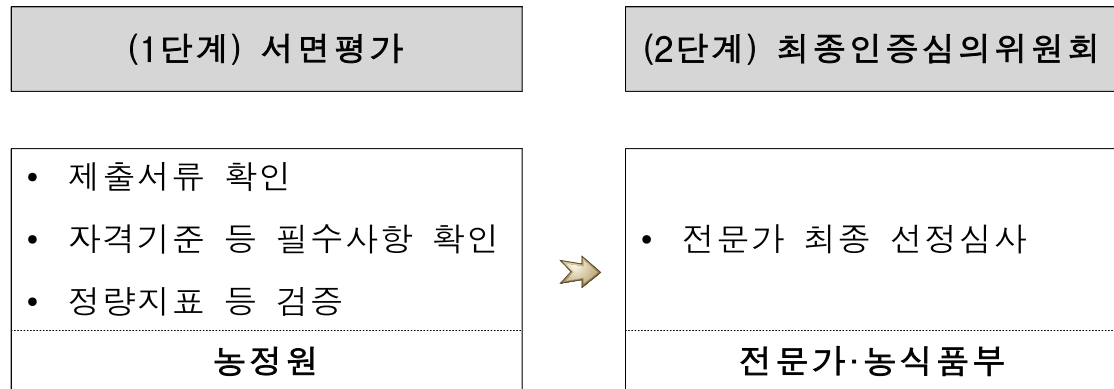 (1단계) 서면평가
(2단계) 최종인증심의위원회
• 제출서류 확인
• 자격기준 등 필수사항 확인
• 정량지표 등 검증
농정원
• 전문가 최종 선정심사
전문가·농식품부